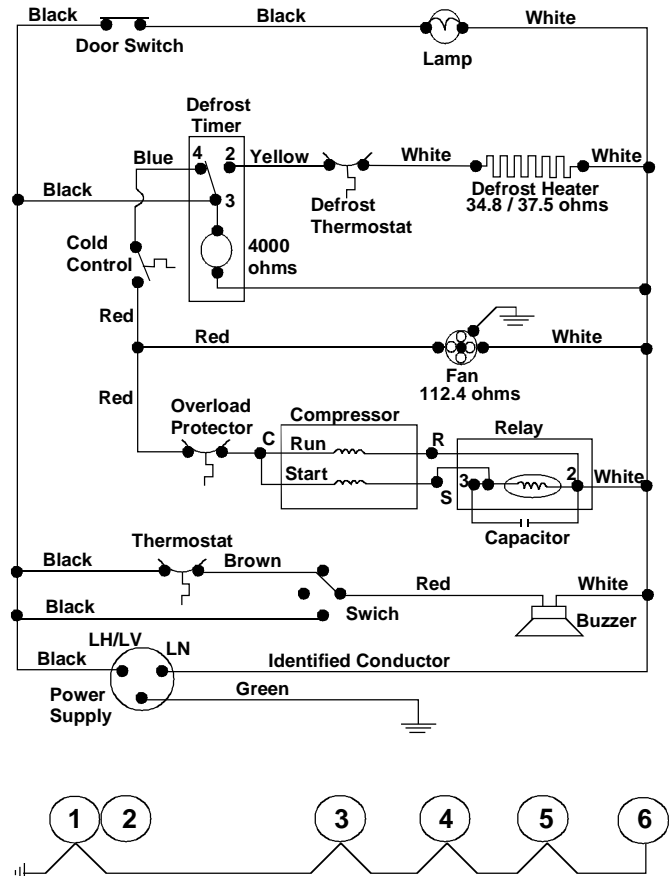 Black Black White
Door Switch
Lamp
Defrost
Timer
Blue 4 2 Yellow White White
Black 3
Defrost
Thermostat
Defrost Heater
34.8 / 37.5 ohms
Cold
Control
4000
ohms
Red
Red White
Fan
112.4 ohms
Red
Overload
Protector
Compressor
Relay
C Run R
Start S 3 2 White
Capacitor
Thermostat
Black Brown
Red White
Black Swich Buzzer
LH/LV LN
Black Identified Conductor
Power
Supply
Green
1 2 3 4 5 6